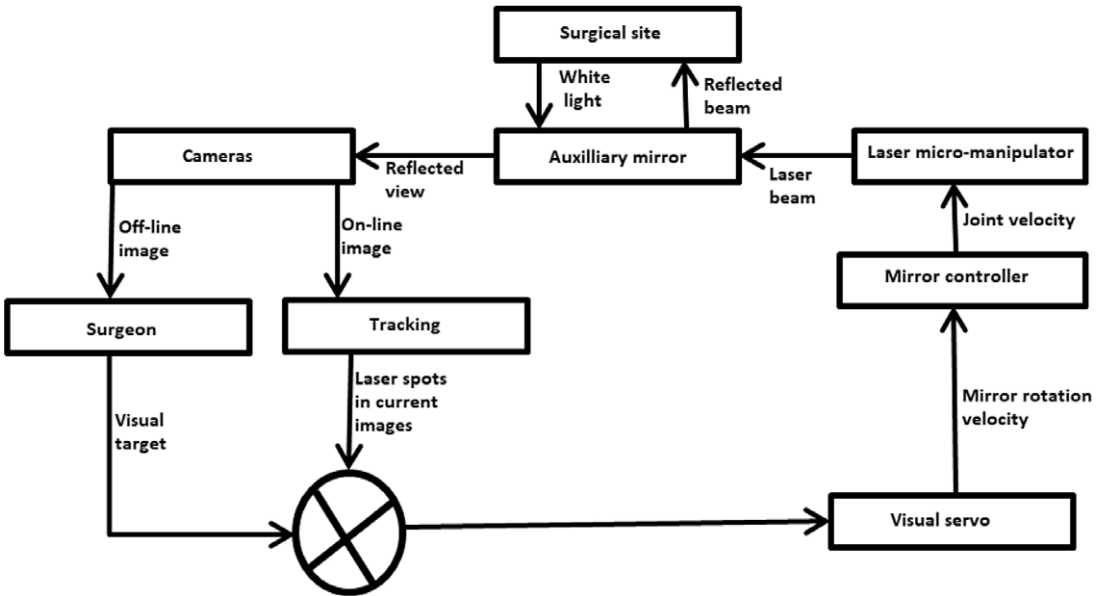 Surgical site
White
light
Reflected
beam
Cameras
Reflected
view
Auxilliary mirror
Laser
beam
Laser micro-manipulator
Off-line
image
On-line
image
Joint velocity
Mirror controller
Surgeon
Tracking
Laser spots
in current
images
Visual
target
Mirror rotation
velocity
Visual servo